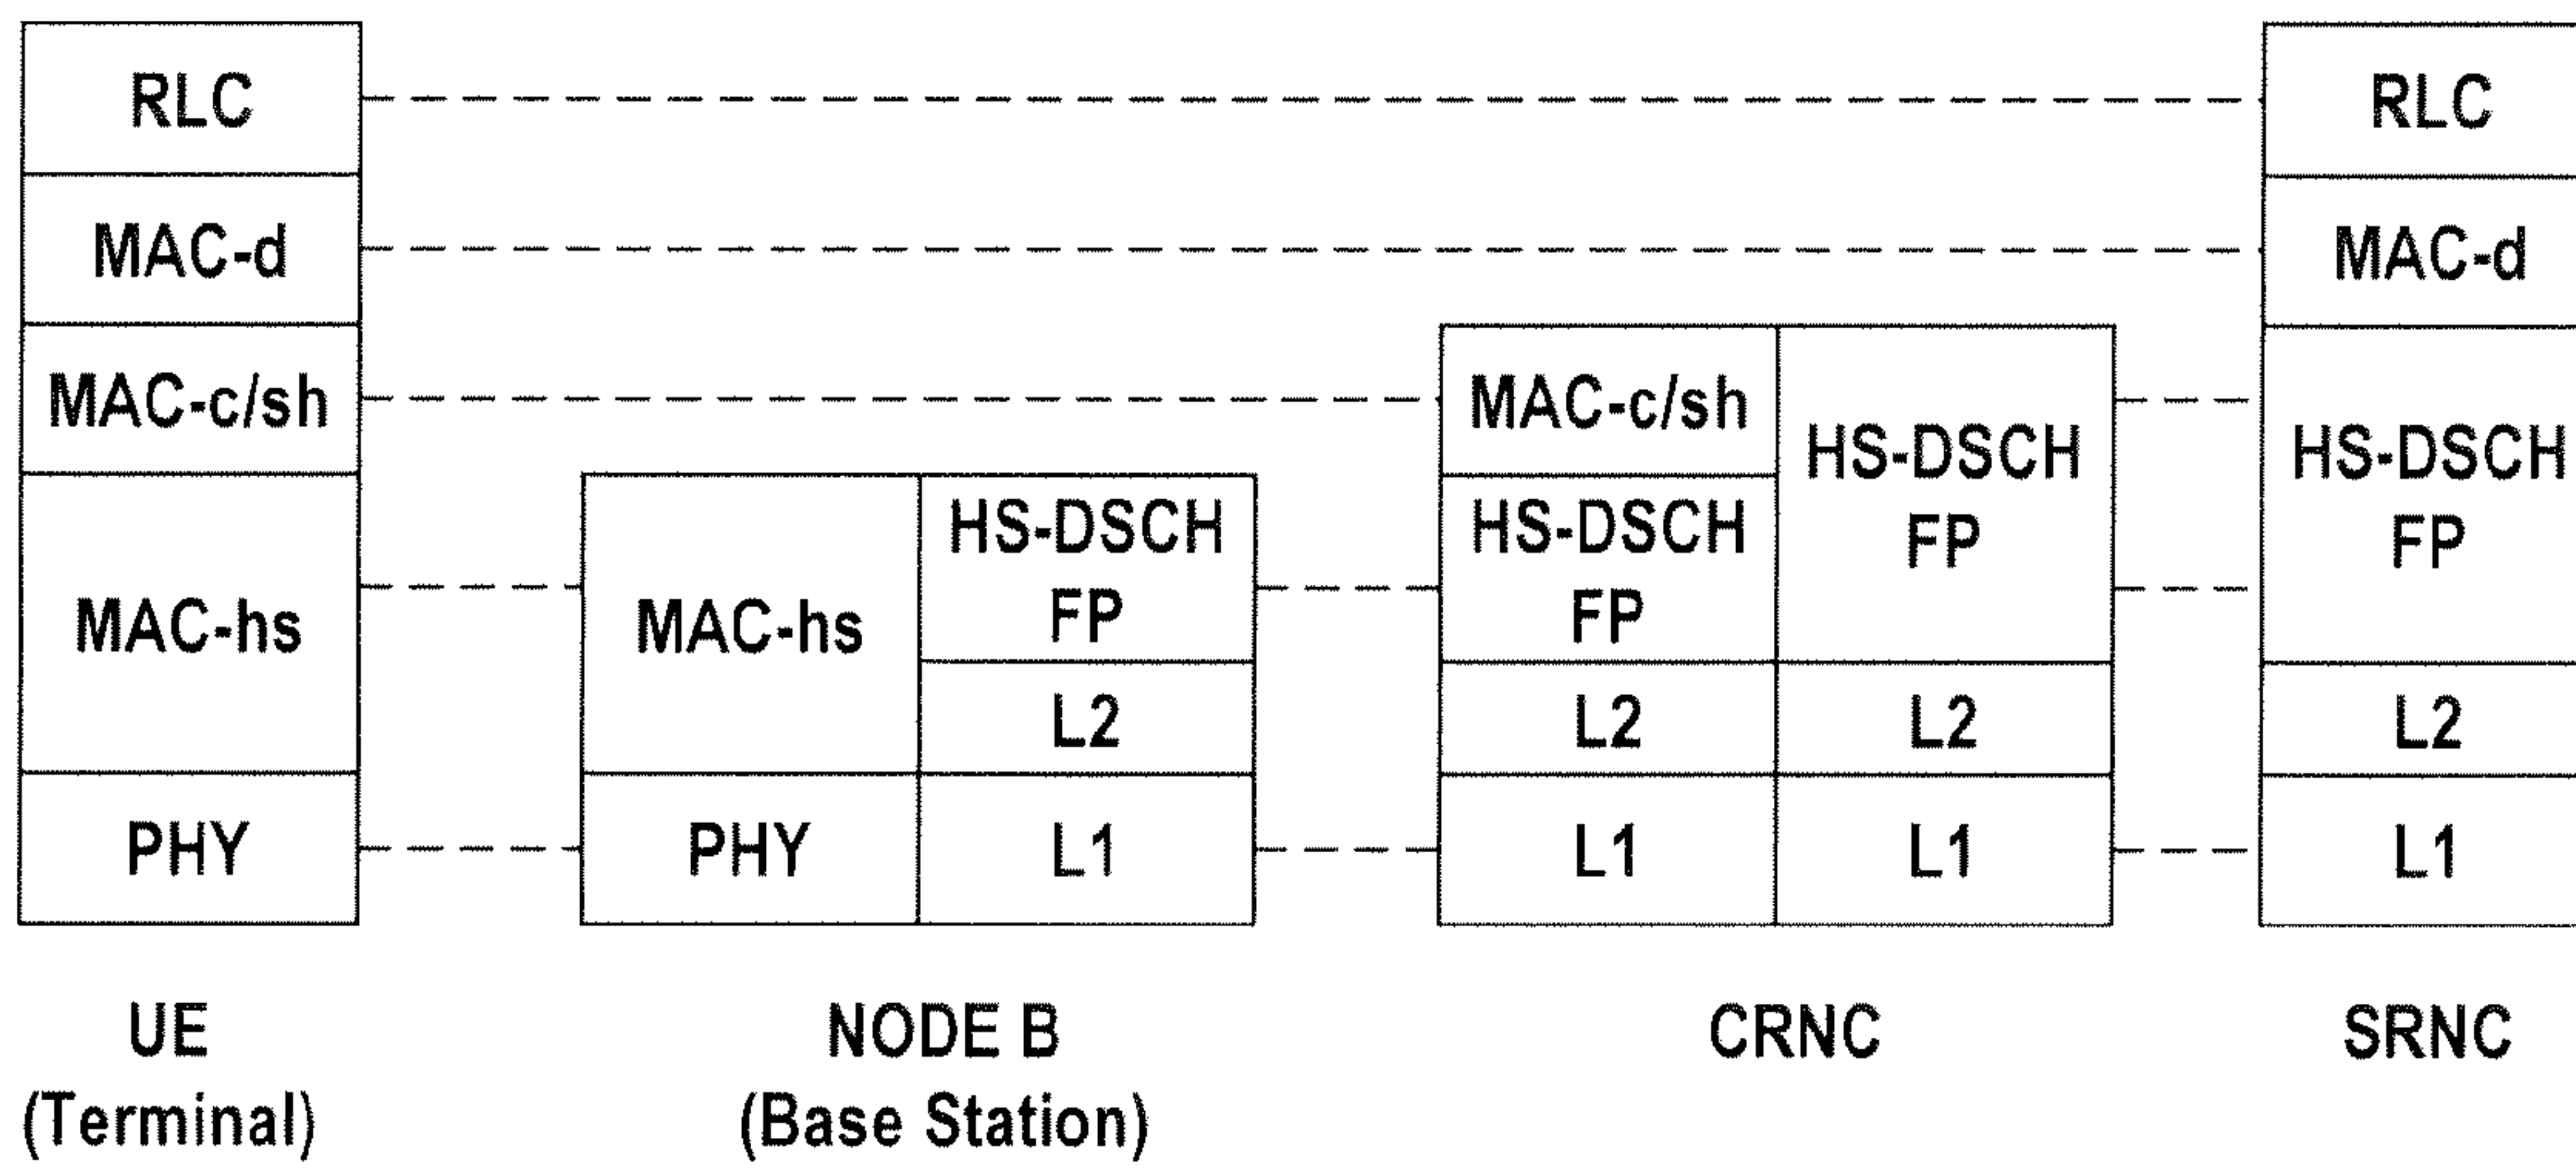 RLC
MAC-d
MAC-c/sh
MAC-hs
PHY
UE
(Terminal)
MAC-hs
PHY
HS-DSCH
FP
L2
L1
NODE B
(Base Station)
MAC-c/sh
HS-DSCH
FP
L2
L1
HS-DSCH
FP
L2
L1
CRNC
RLC
MAC-d
HS-DSCH
FP
L2
L1
SRNC